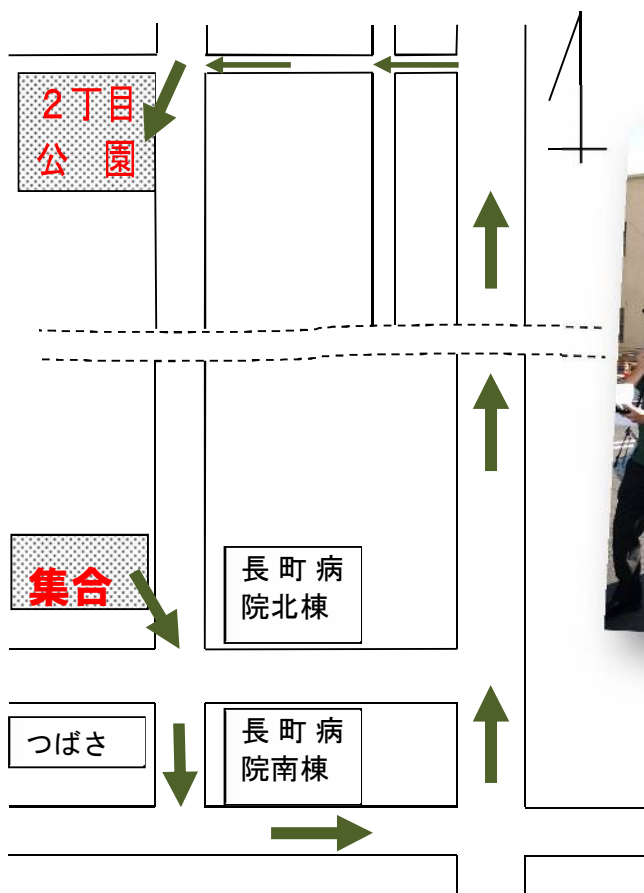 ２丁目
公　園
集合
長 町 病
院北棟
つばさ
長 町 病
院南棟